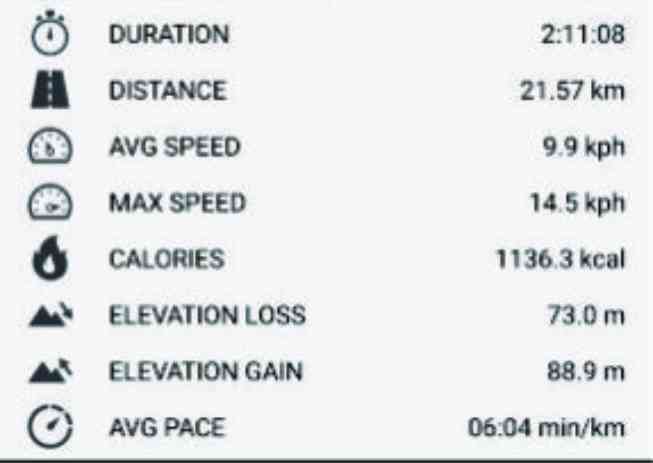 DURATION 2:11:08
DISTANCE 21.57 km
AVG SPEED 9.9 kph
MAX SPEED 14.5 kph
CALORIES 1136.3 kcal
ELEVATION LOSS 73.0 m
ELEVATION GAIN 88.9 m
AVG PACE 06:04 min/km